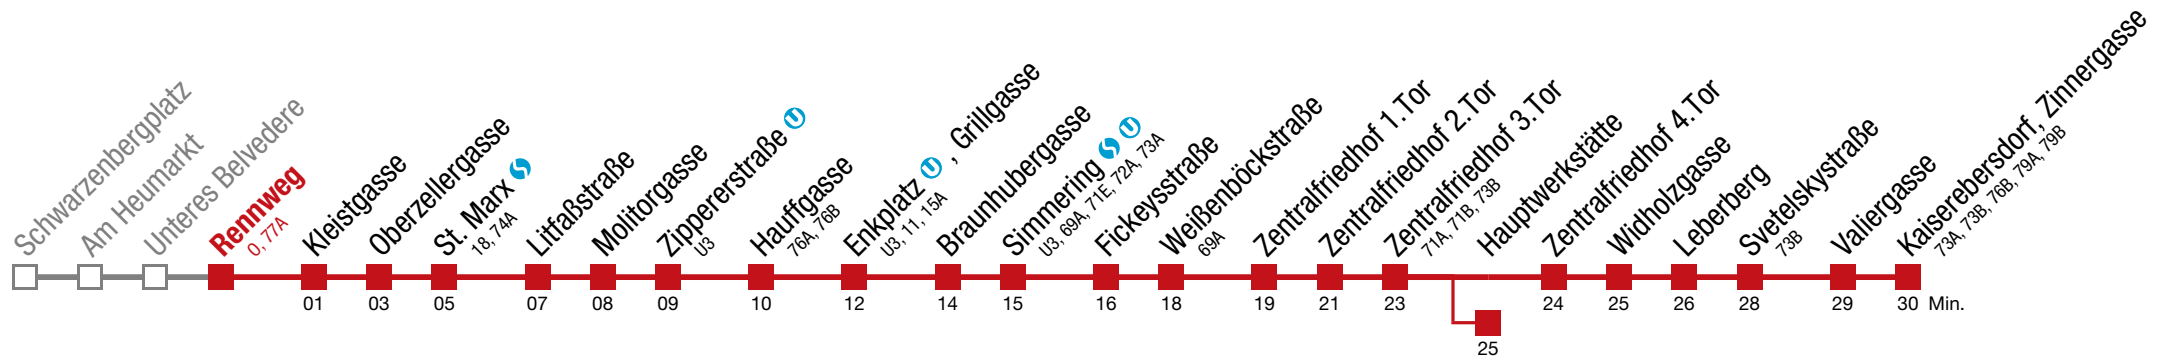 Schwarzenbergplatz
Am Heumarkt
Unteres Belvedere
Rennweg
O, 77A
Kleistgasse
01
Oberzellergasse
03
St. Marx
18, 74A
05
Litfaßstraße
07
Molitorgasse
08
Zippererstraße U
U3
09
Hauffgasse
76A, 76B
10
Enkplatz U , Grillgasse
U3, 11, 15A
12
Braunhubergasse
14
Simmering U
U3, 69A, 71E, 72A, 73A
15
Fickeysstraße
16
Weißenböckstraße
69A
18
Zentralfriedhof 1.Tor
19
Zentralfriedhof 2.Tor
21
Zentralfriedhof 3.Tor
71A, 71B, 73B
23
Hauptwerkstätte
25
Zentralfriedhof 4.Tor
24
Widholzgasse
25
Leberberg
26
Svetelskystraße
73B
28
Valiergasse
29
Kaiserebersdorf, Zinnergasse
73A, 73B, 76B, 79A, 79B
30 Min.